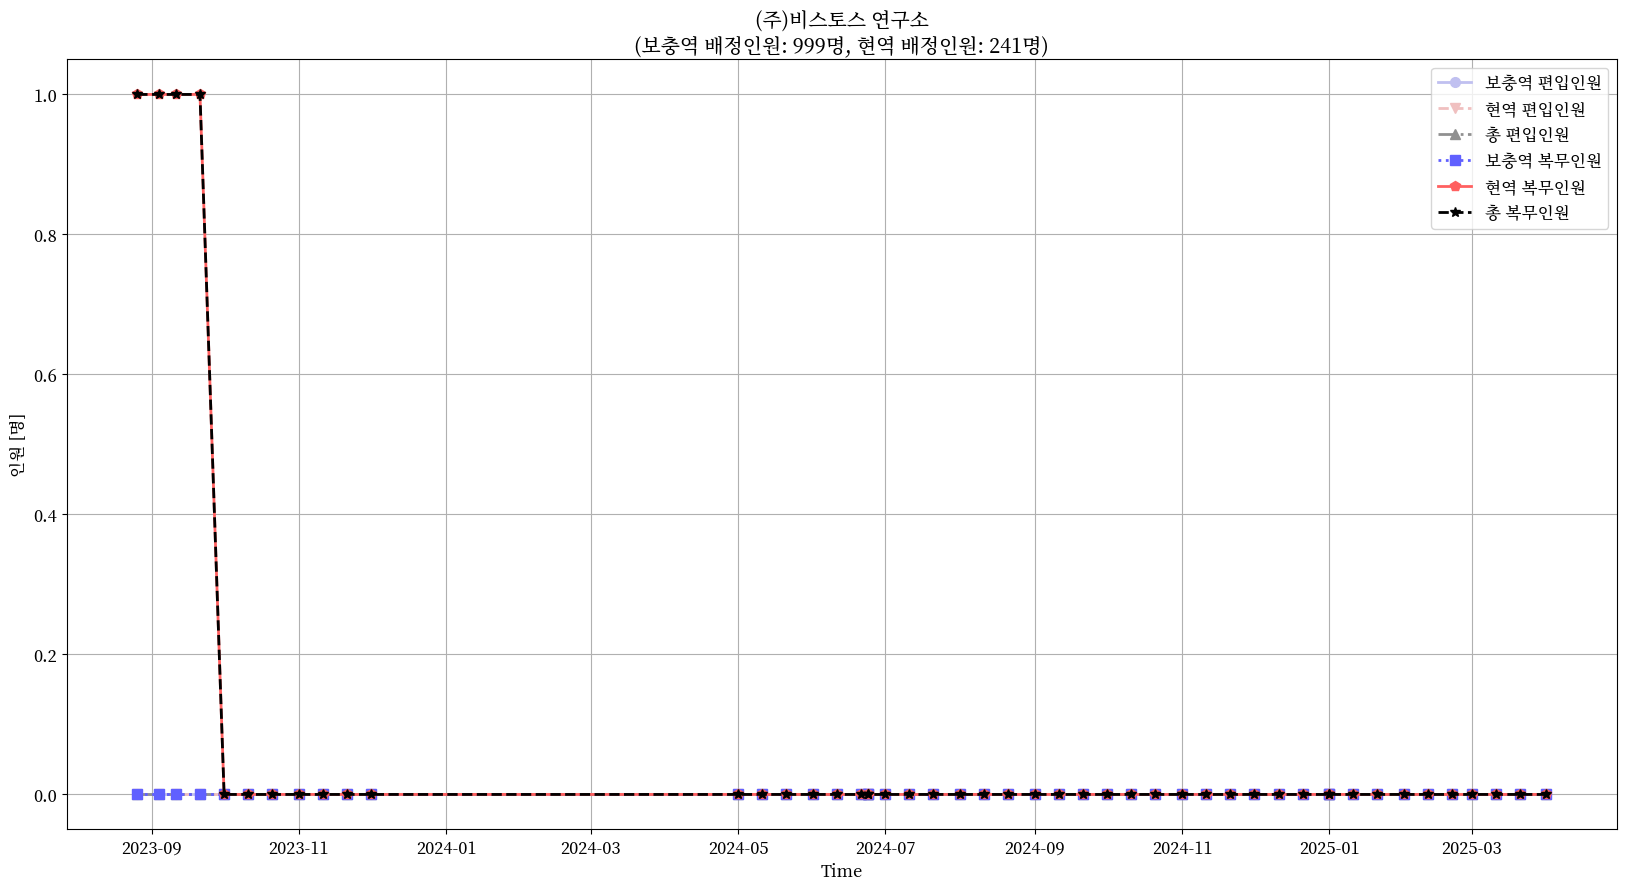 (주)비스토스 연구소
(보충역 배정인원: 999명, 현역 배정인원: 241명)
보충역 편입인원
현역 편입인원
총 편입인원
보충역 복무인원
현역 복무인원
총 복무인원
인원 [명]
1.0
0.8
0.6
0.4
0.2
0.0
2023-09
2023-11
2024-01
2024-03
2024-05
2024-07
2024-09
2024-11
2025-01
2025-03
Time